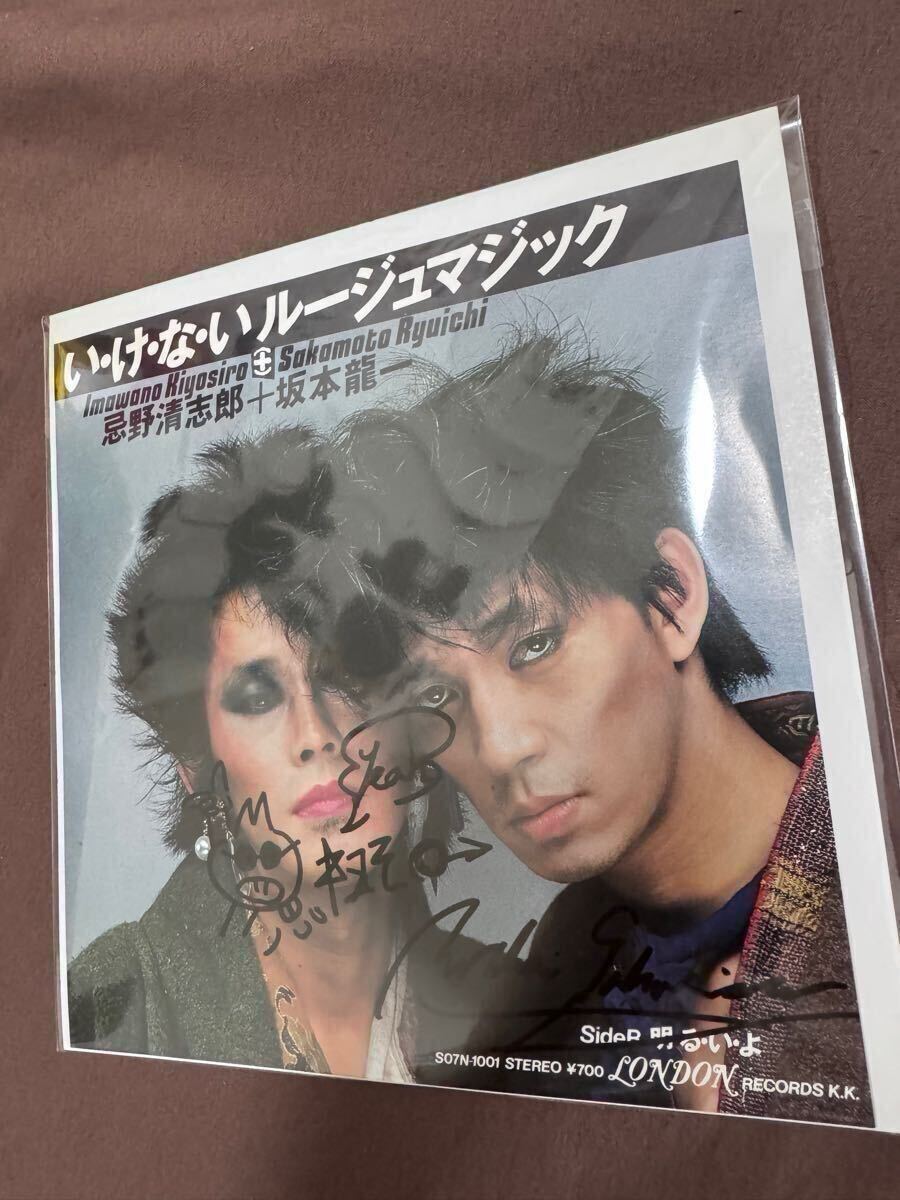 い・け・な・いルージュマジック
Imawano Kiyosiro + Sakamoto Ryuichi
忌野清志郎+坂本龍一
SideB 明・る・い・よ
S07N-1001 STEREO ¥700 LONDON RECORDS K.K.